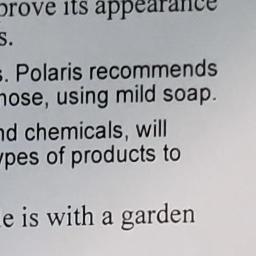 prove its appearance
s.
s. Polaris recommends
hose, using mild soap.
nd chemicals, will
ypes of products to
e is with a garden